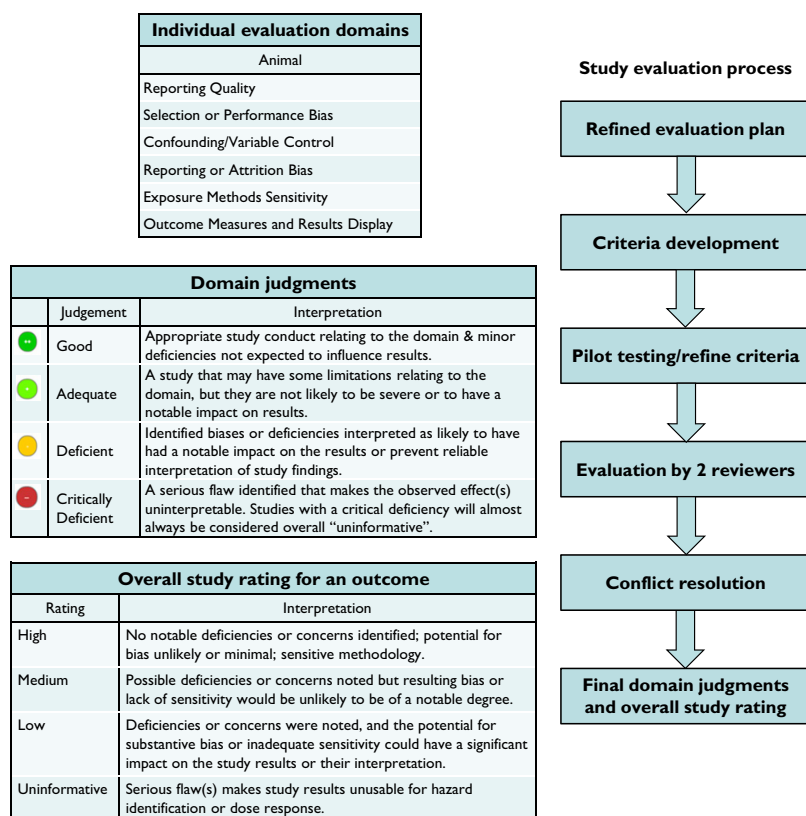 Individual evaluation domains
Animal
Reporting Quality
Selection or Performance Bias
Confounding/Variable Control
Reporting or Attrition Bias
Exposure Methods Sensitivity
Outcome Measures and Results Display
Domain judgments
Judgement Interpretation
Good
Appropriate study conduct relating to the domain & minor
deficiencies not expected to influence results.
Adequate
A study that may have some limitations relating to the
domain, but they are not likely to be severe or to have a
notable impact on results.
Deficient
Identified biases or deficiencies interpreted as likely to have
had a notable impact on the results or prevent reliable
interpretation of study findings.
Critically
Deficient
A serious flaw identified that makes the observed effect(s)
uninterpretable. Studies with a critical deficiency will almost
always be considered overall “uninformative”.
Overall study rating for an outcome
Rating Interpretation
High
No notable deficiencies or concerns identified; potential for
bias unlikely or minimal; sensitive methodology.
Medium
Possible deficiencies or concerns noted but resulting bias or
lack of sensitivity would be unlikely to be of a notable degree.
Low
Deficiencies or concerns were noted, and the potential for
substantive bias or inadequate sensitivity could have a significant
impact on the study results or their interpretation.
Uninformative
Serious flaw(s) makes study results unusable for hazard
identification or dose response.
Study evaluation process
Refined evaluation plan
Criteria development
Pilot testing/refine criteria
Evaluation by 2 reviewers
Conflict resolution
Final domain judgments
and overall study rating